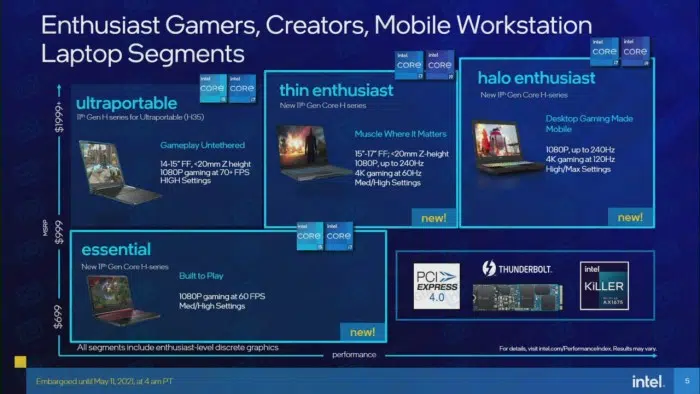 Enthusiast Gamers, Creators, Mobile Workstation
Laptop Segments
$1999+
MSRP
$999
$699
intel
CORE
intel
CORE
ultraportable
11th Gen Core H series for Ultraportable (H35)
Gameplay Untethered
14-15" FF, <20mm Z height
1080P gaming at 70+ FPS
HIGH Settings
intel
CORE
intel
CORE
thin enthusiast
New 11th Gen Core H series
Muscle Where It Matters
15"-17" FF; <20mm Z-height
1080P, up to 240Hz
4K gaming at 60Hz
Med/High Settings
new!
intel
CORE
intel
CORE
halo enthusiast
New 11th Gen Core H-series
Desktop Gaming Made
Mobile
1080P, up to 240Hz
4K gaming at 120Hz
High/Max Settings
new!
intel
CORE
intel
CORE
essential
New 11th Gen Core H-series
Built to Play
1080P gaming at 60 FPS
Med/High Settings
new!
PCI
EXPRESS
4.0
THUNDERBOLT.
intel
KILLER
AX1675
All segments include enthusiast-level discrete graphics
performance
For details, visit intel.com/PerformanceIndex. Results may vary.
Embargoed until May 11, 2021, at 4 am PT
intel.
5